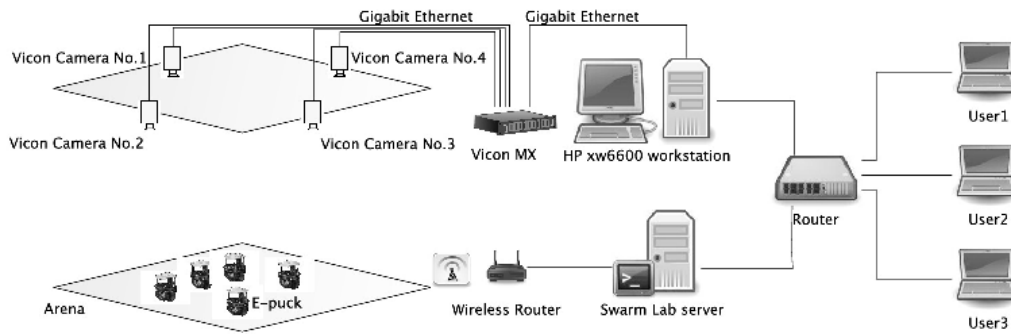 Gigabit Ethernet
Gigabit Ethernet
Vicon Camera No.1
Vicon Camera No.4
Vicon Camera No.2
Vicon Camera No.3
Vicon MX
HP xw6600 workstation
User1
Router
User2
Arena
E-puck
Wireless Router
>_
Swarm Lab server
User3